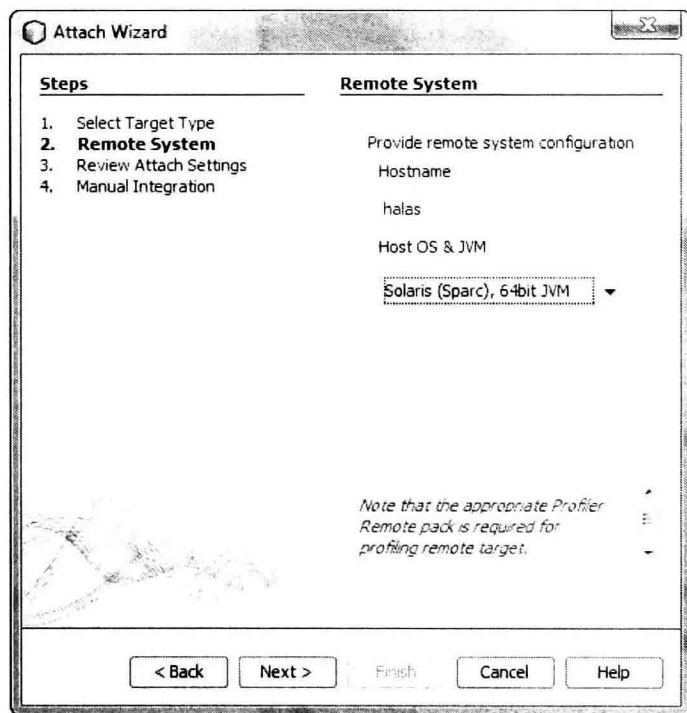 Attach Wizard
Steps
1. Select Target Type
2. Remote System
3. Review Attach Settings
4. Manual Integration
Remote System
Provide remote system configuration
Hostname
halas
Host OS & JVM
Solaris (Sparc), 64bit JVM
Note that the appropriate Profiler
Remote pack is required for
profiling remote target.
< Back
Next >
Finish
Cancel
Help